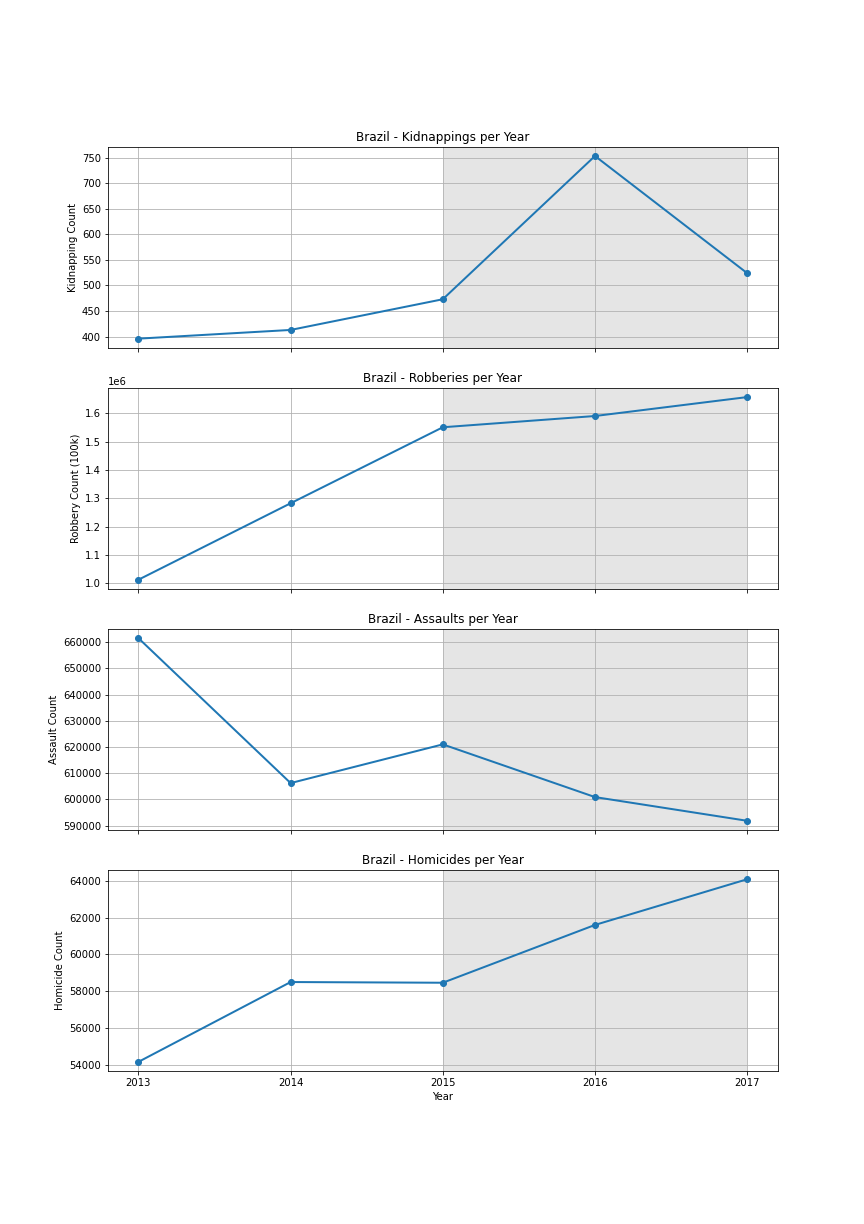 Brazil - Kidnappings per Year
750
700
650
600
550
500
450
400
Kidnapping Count
Brazil - Robberies per Year
1e6
1.6
1.5
1.4
1.3
1.2
1.1
1.0
Robbery Count (100k)
Brazil - Assaults per Year
660000
650000
640000
630000
620000
610000
600000
590000
Assault Count
Brazil - Homicides per Year
64000
62000
60000
58000
56000
54000
Homicide Count
2013 2014 2015 2016 2017
Year